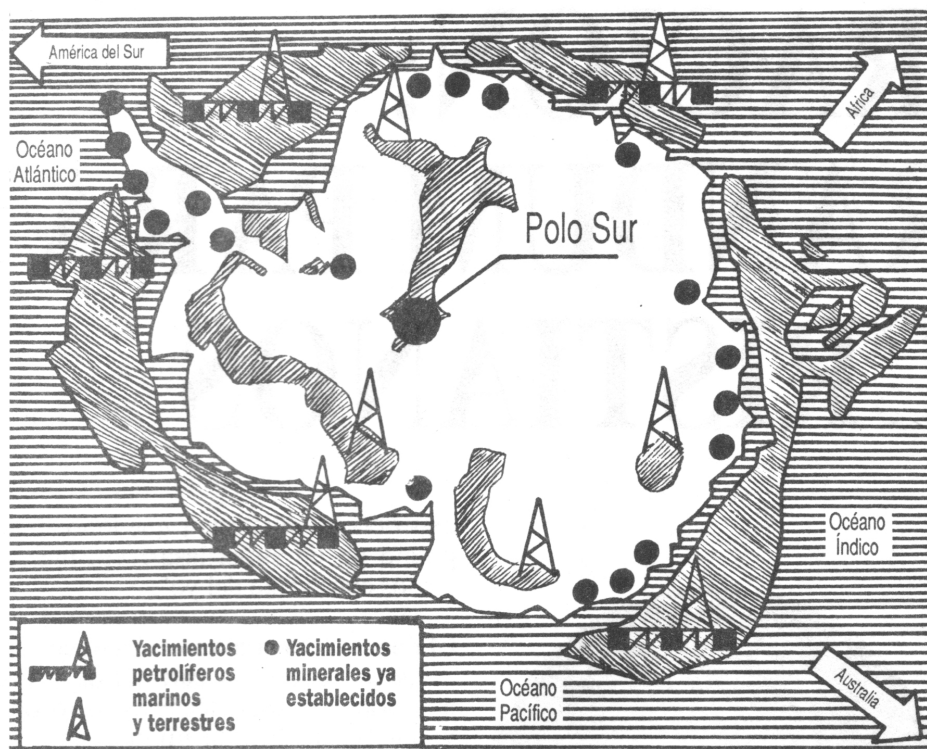 América del Sur
Africa
Océano
Atlántico
Polo Sur
Océano
Índico
Océano
Pacífico
Australia
Yacimientos
petrolíferos
marinos
y terrestres
Yacimientos
minerales ya
establecidos